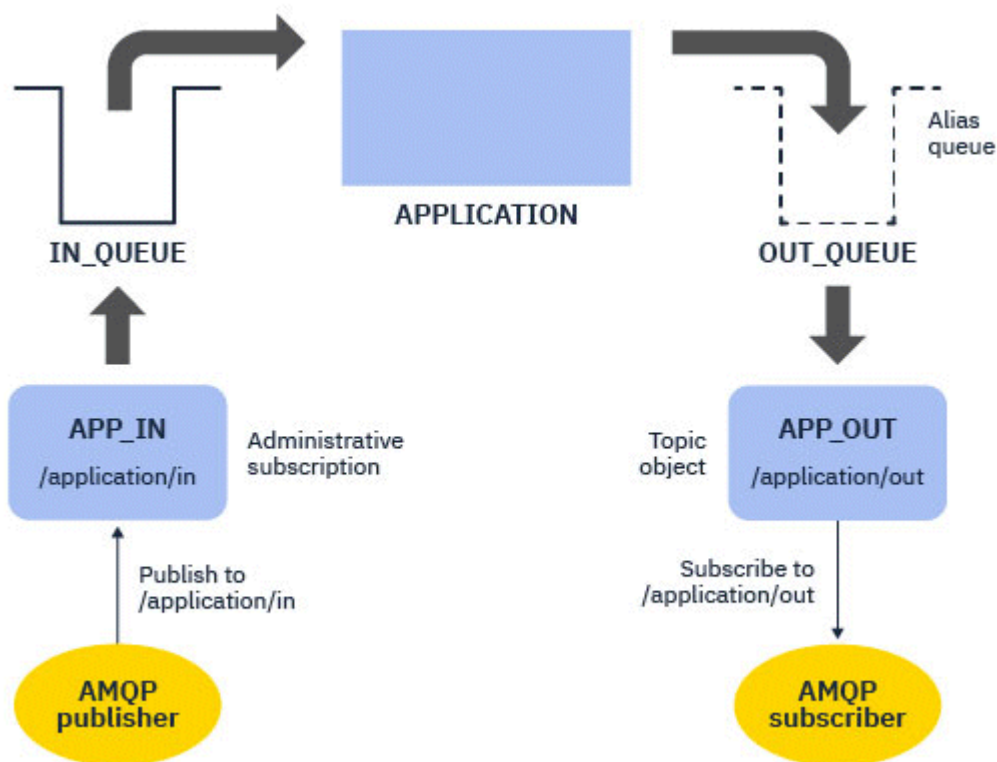 Alias
queue
APPLICATION
IN_QUEUE
OUT_QUEUE
APP_IN
/application/in
Administrative
subscription
Topic
object
APP_OUT
/application/out
Publish to
/application/in
Subscribe to
/application/out
AMQP
publisher
AMQP
subscriber